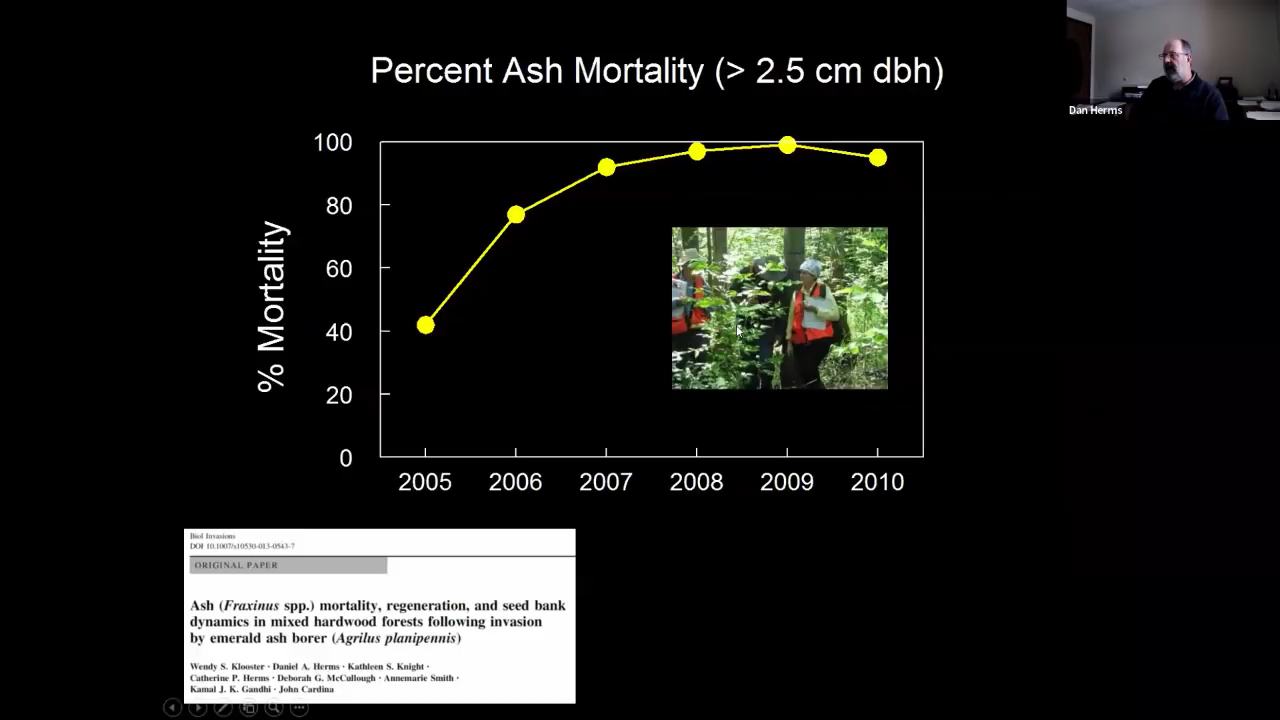 Percent Ash Mortality (> 2.5 cm dbh)
Dan Herms
% Mortality
100
80
60
40
20
0
2005 2006 2007 2008 2009 2010
Biol Invasions
DOI 10.1007/s10530-013-0543-7
ORIGINAL PAPER
Ash (Fraxinus spp.) mortality, regeneration, and seed bank
dynamics in mixed hardwood forests following invasion
by emerald ash borer (Agrilus planipennis)
Wendy S. Klooster · Daniel A. Herms · Kathleen S. Knight ·
Catherine P. Herms · Deborah G. McCullough · Annemarie Smith ·
Kamal J. K. Gandhi · John Cardina